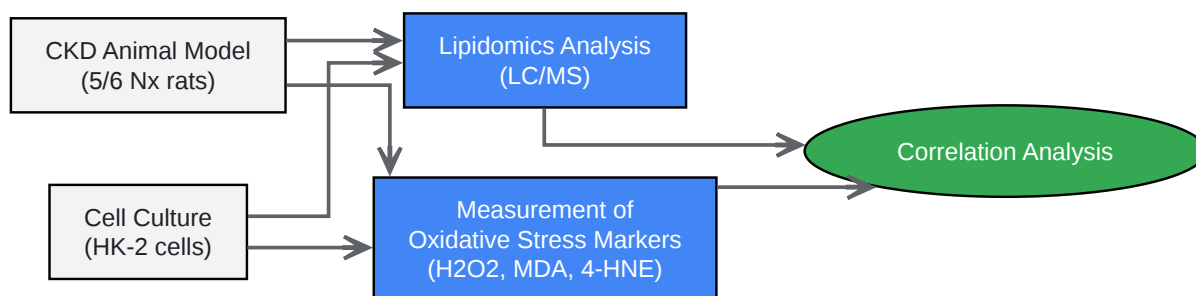 CKD Animal Model
(5/6 Nx rats)
Lipidomics Analysis
(LC/MS)
Correlation Analysis
Cell Culture
(HK-2 cells)
Measurement of
Oxidative Stress Markers
(H2O2, MDA, 4-HNE)